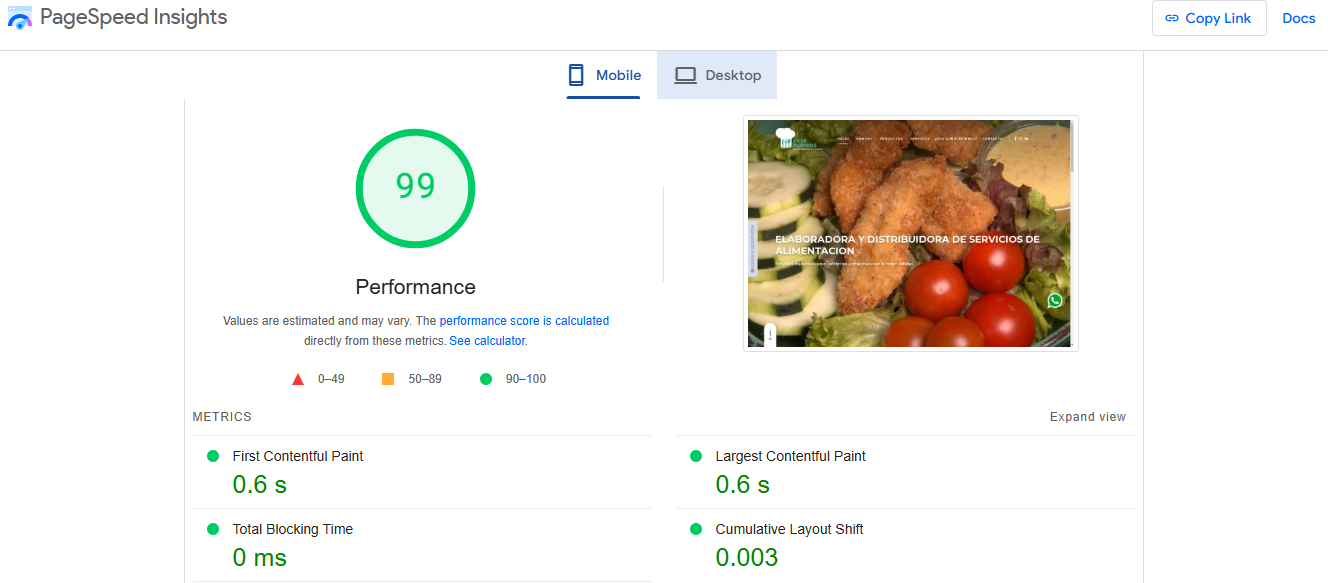 PageSpeed Insights
Copy Link
Docs
Mobile
Desktop
99
Performance
Values are estimated and may vary. The performance score is calculated
directly from these metrics. See calculator.
0–49
50–89
90–100
ELABORADORA Y DISTRIBUIDORA DE SERVICIOS DE
ALIMENTACION
METRICS
Expand view
First Contentful Paint
0.6 s
Largest Contentful Paint
0.6 s
Total Blocking Time
0 ms
Cumulative Layout Shift
0.003